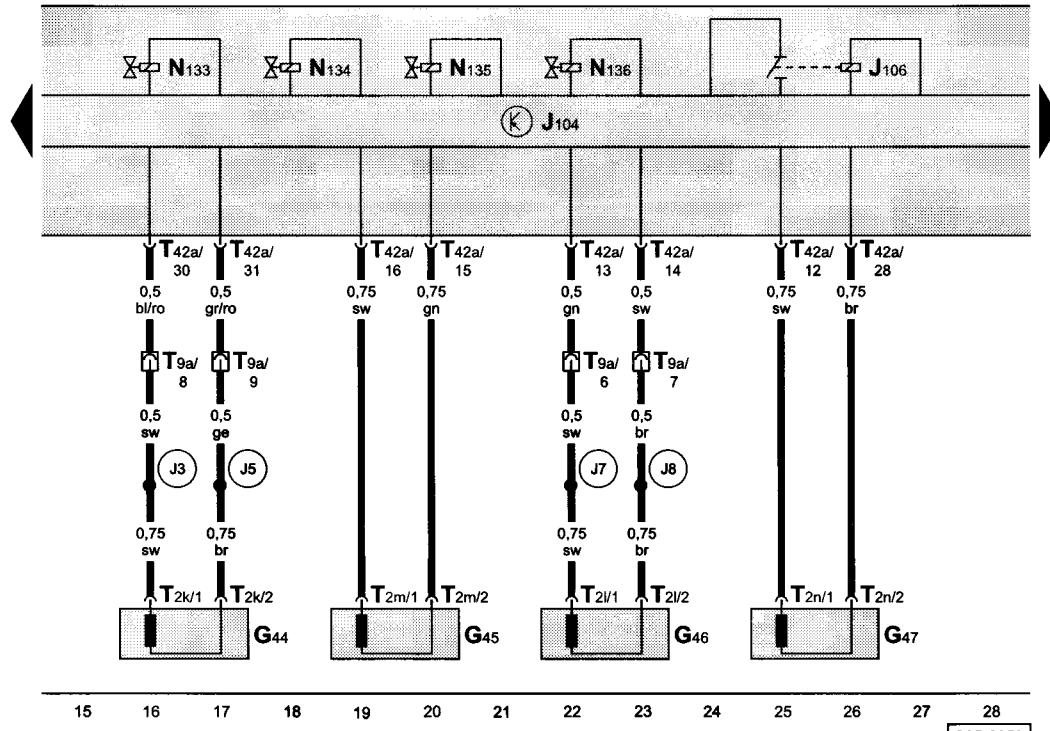 N133 N134 N135 N136 J106
J104
T42a/ T42a/ T42a/ T42a/ T42a/ T42a/ T42a/ T42a/
30 31 16 15 13 14 12 28
0,5 0,5 0,75 0,75 0,5 0,5 0,75 0,75
bl/ro gr/ro sw gn gn sw sw br
T9a/ T9a/ T9a/ T9a/
8 9 6 7
0,5 0,5 0,5 0,5
sw ge sw br
J3 J5 J7 J8
0,75 0,75 0,75 0,75
sw br sw br
T2k/1 T2k/2 T2m/1 T2m/2 T2l/1 T2l/2 T2n/1 T2n/2
G44 G45 G46 G47
15 16 17 18 19 20 21 22 23 24 25 26 27 28